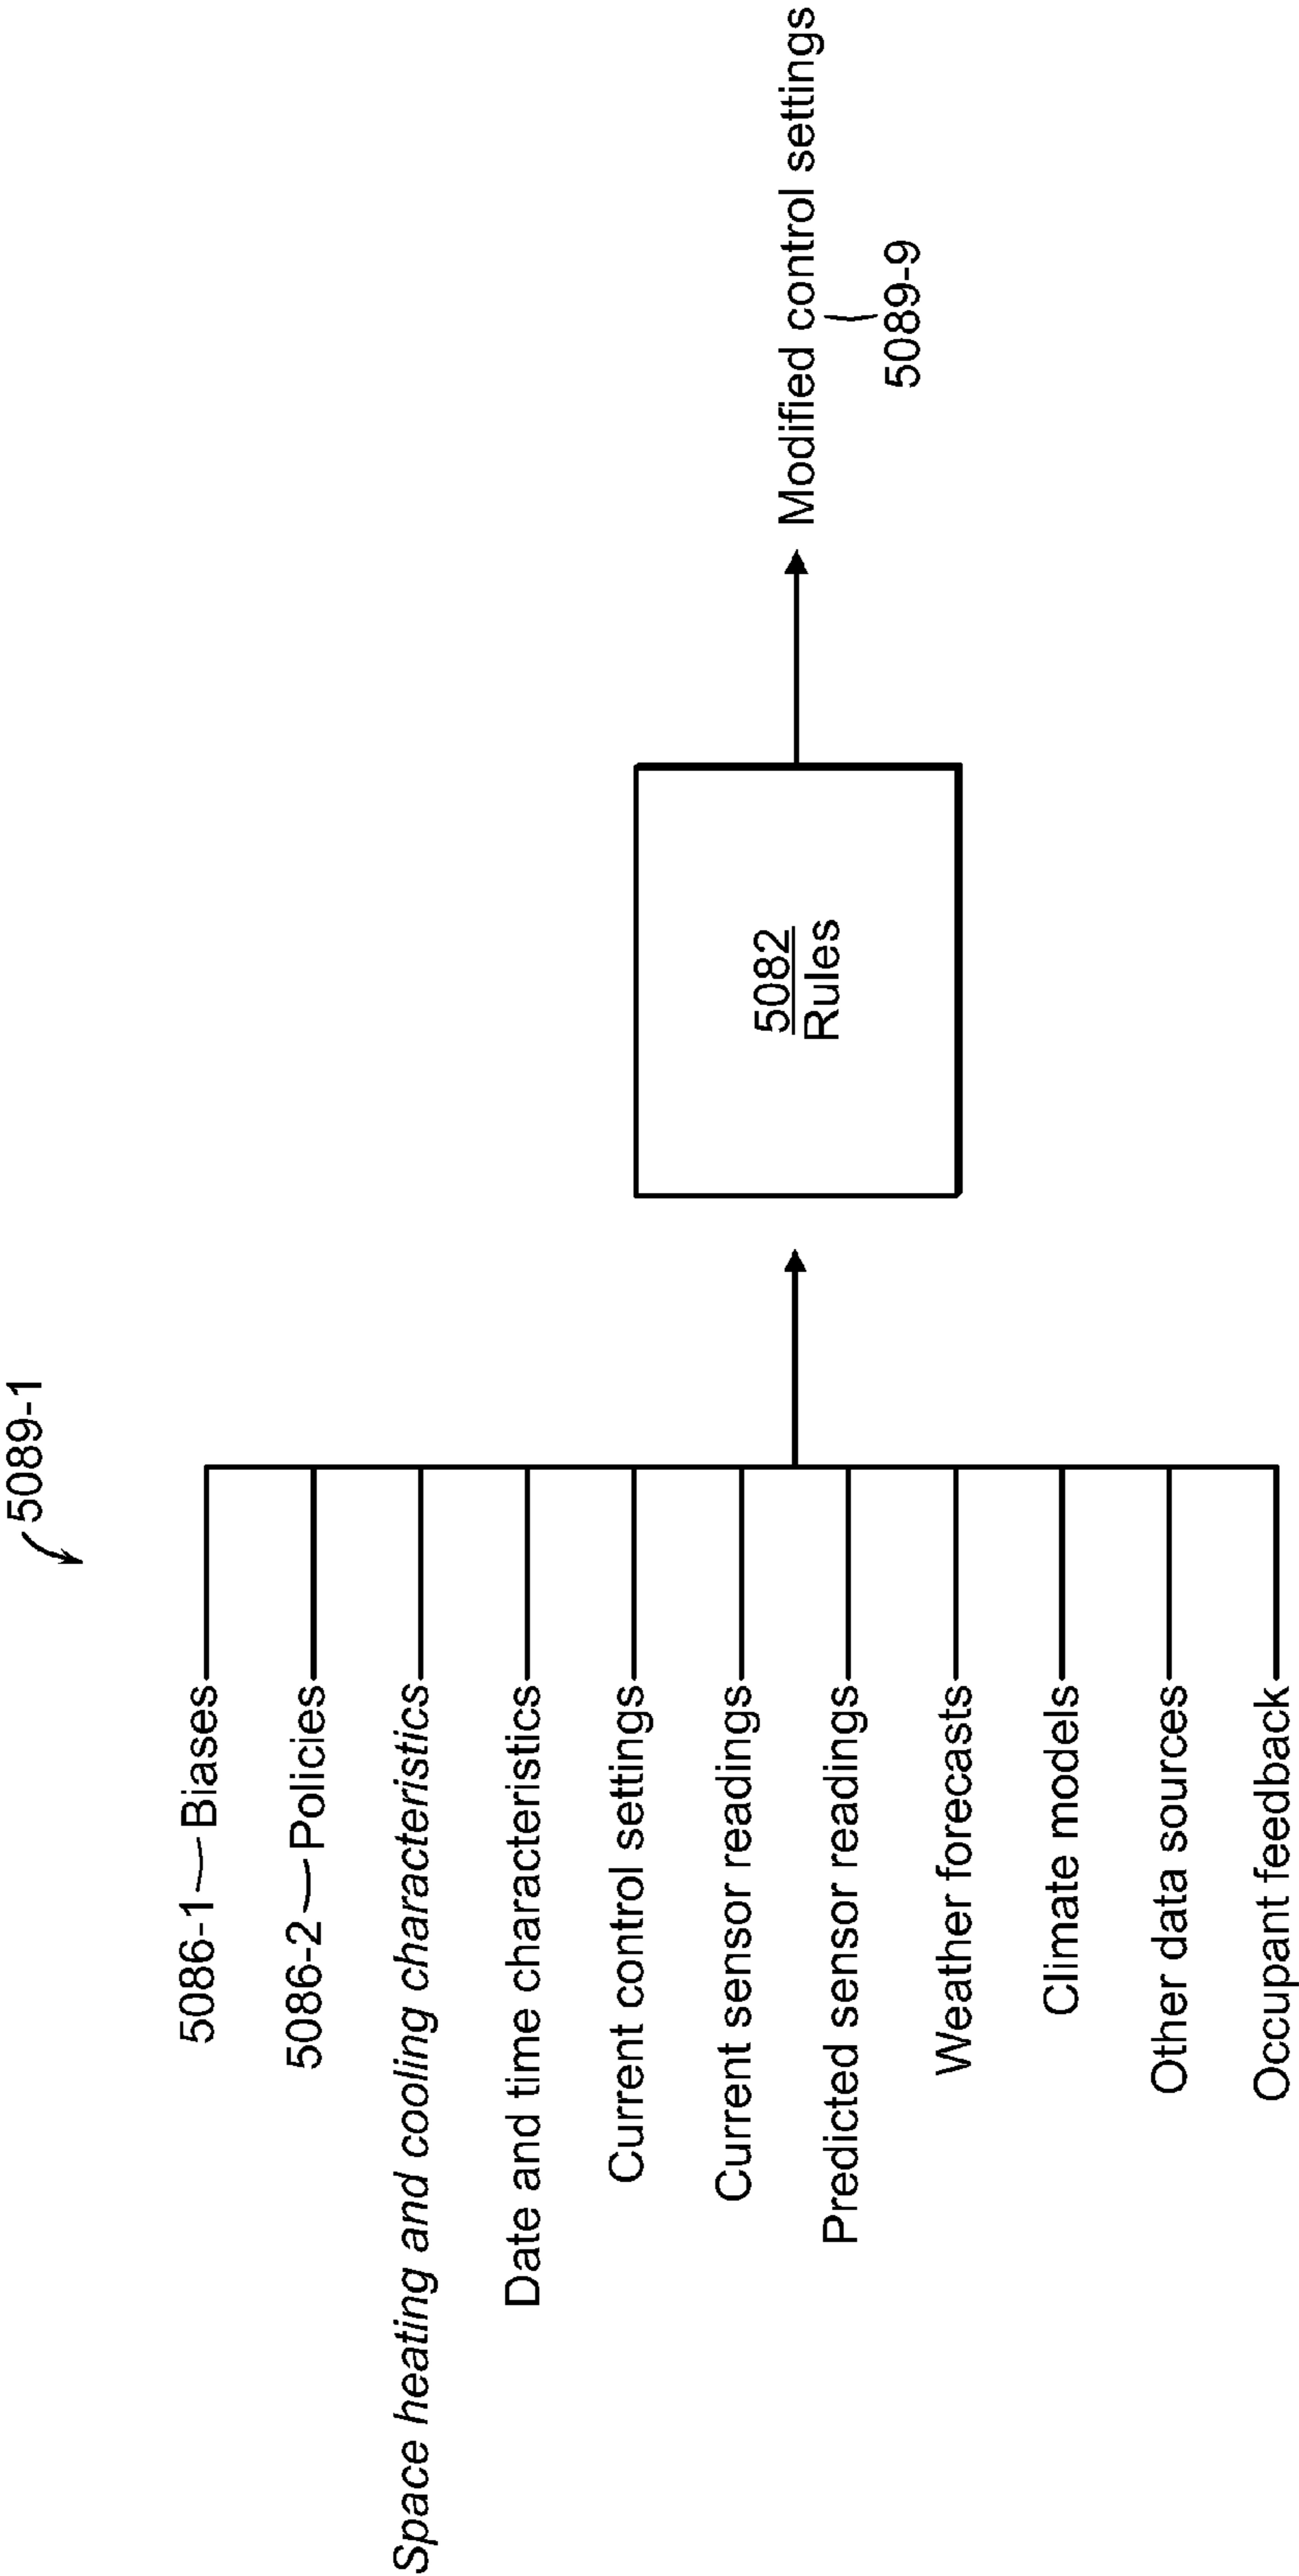 5089-1
5086-1 Biases
5086-2 Policies
Space heating and cooling characteristics
Date and time characteristics
Current control settings
Current sensor readings
Predicted sensor readings
Weather forecasts
Climate models
Other data sources
Occupant feedback
5082
Rules
Modified control settings
5089-9